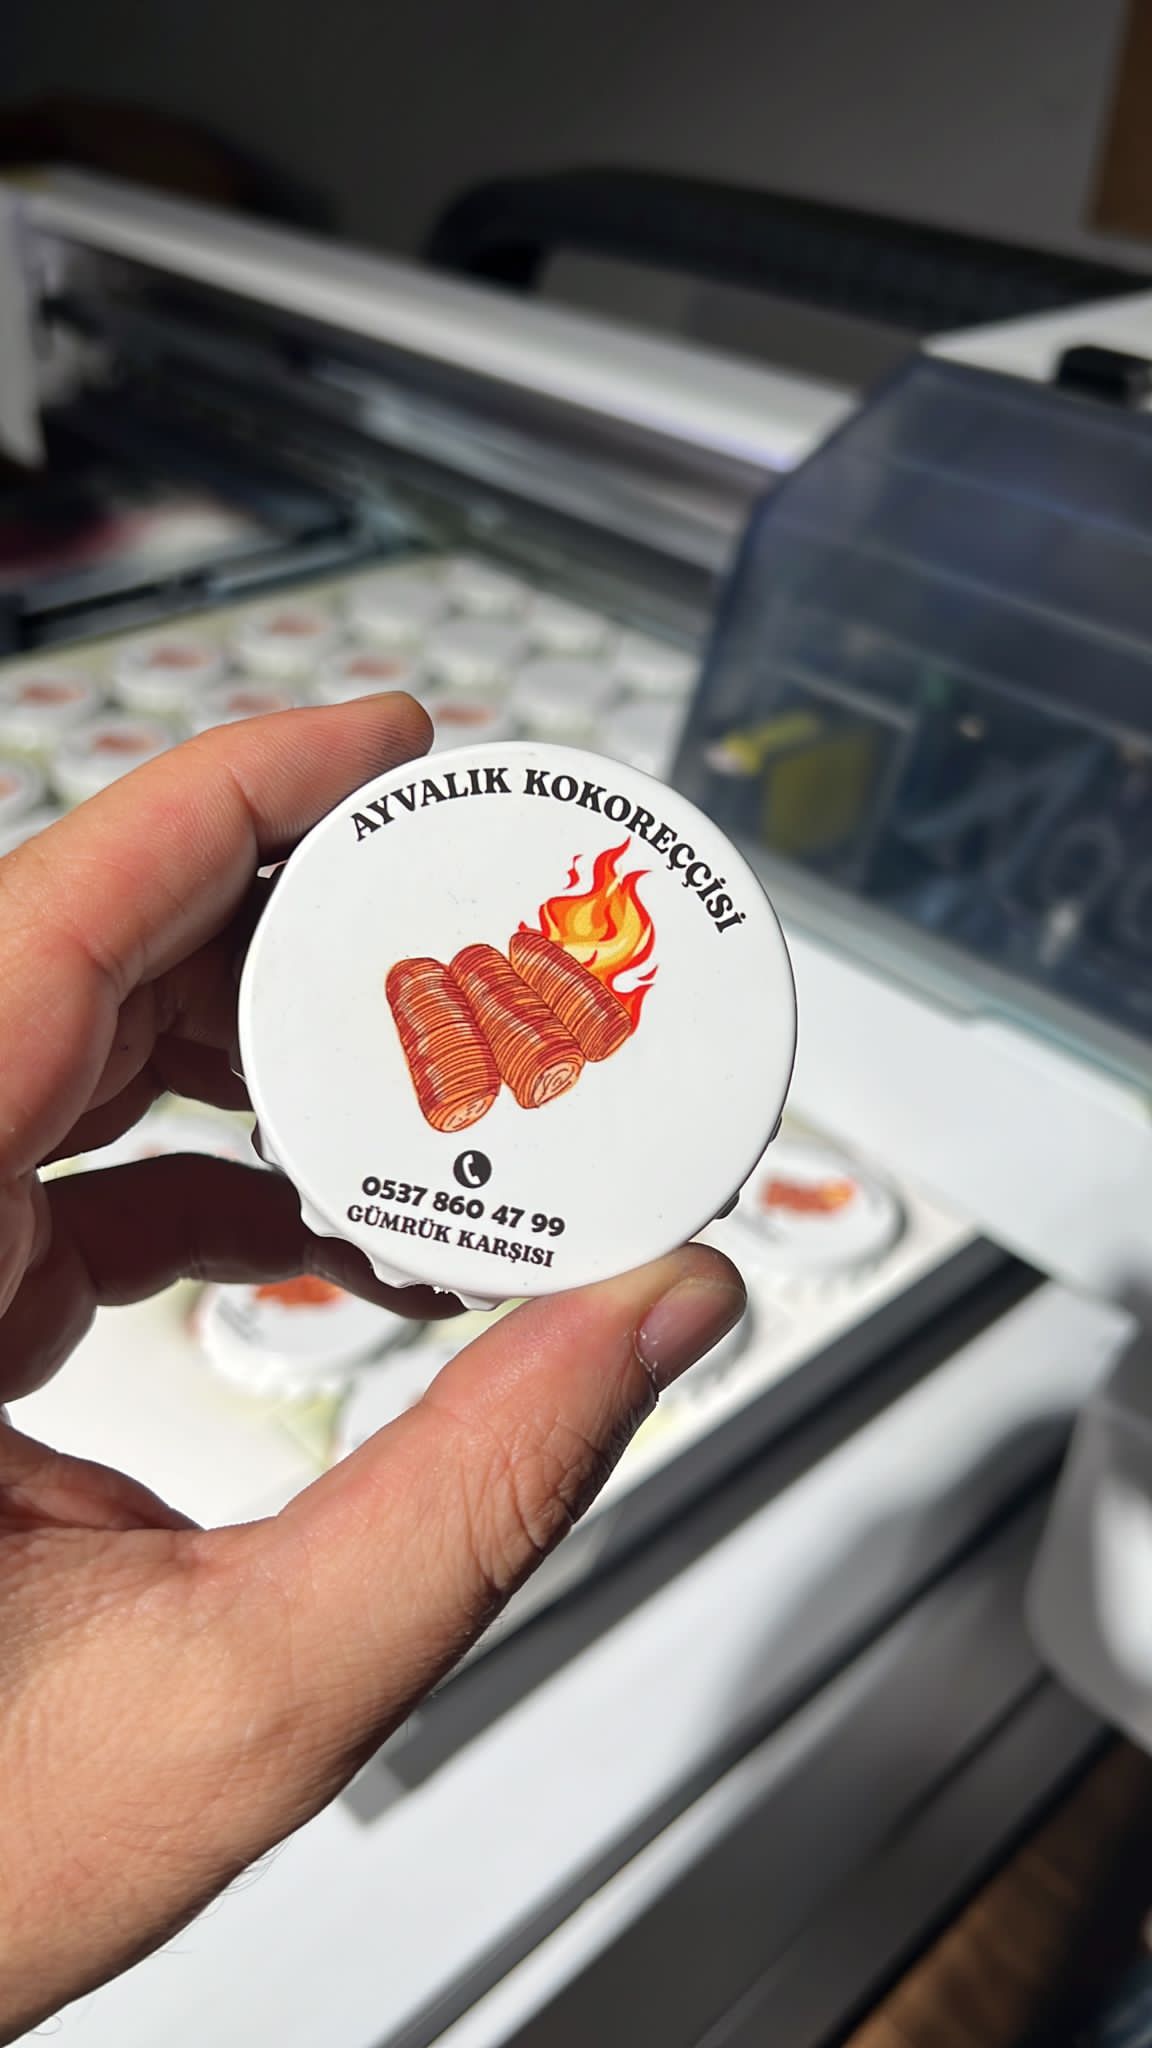 AYVALIK KOKOREÇÇİSİ
0537 860 47 99
GÜMRÜK KARŞISI